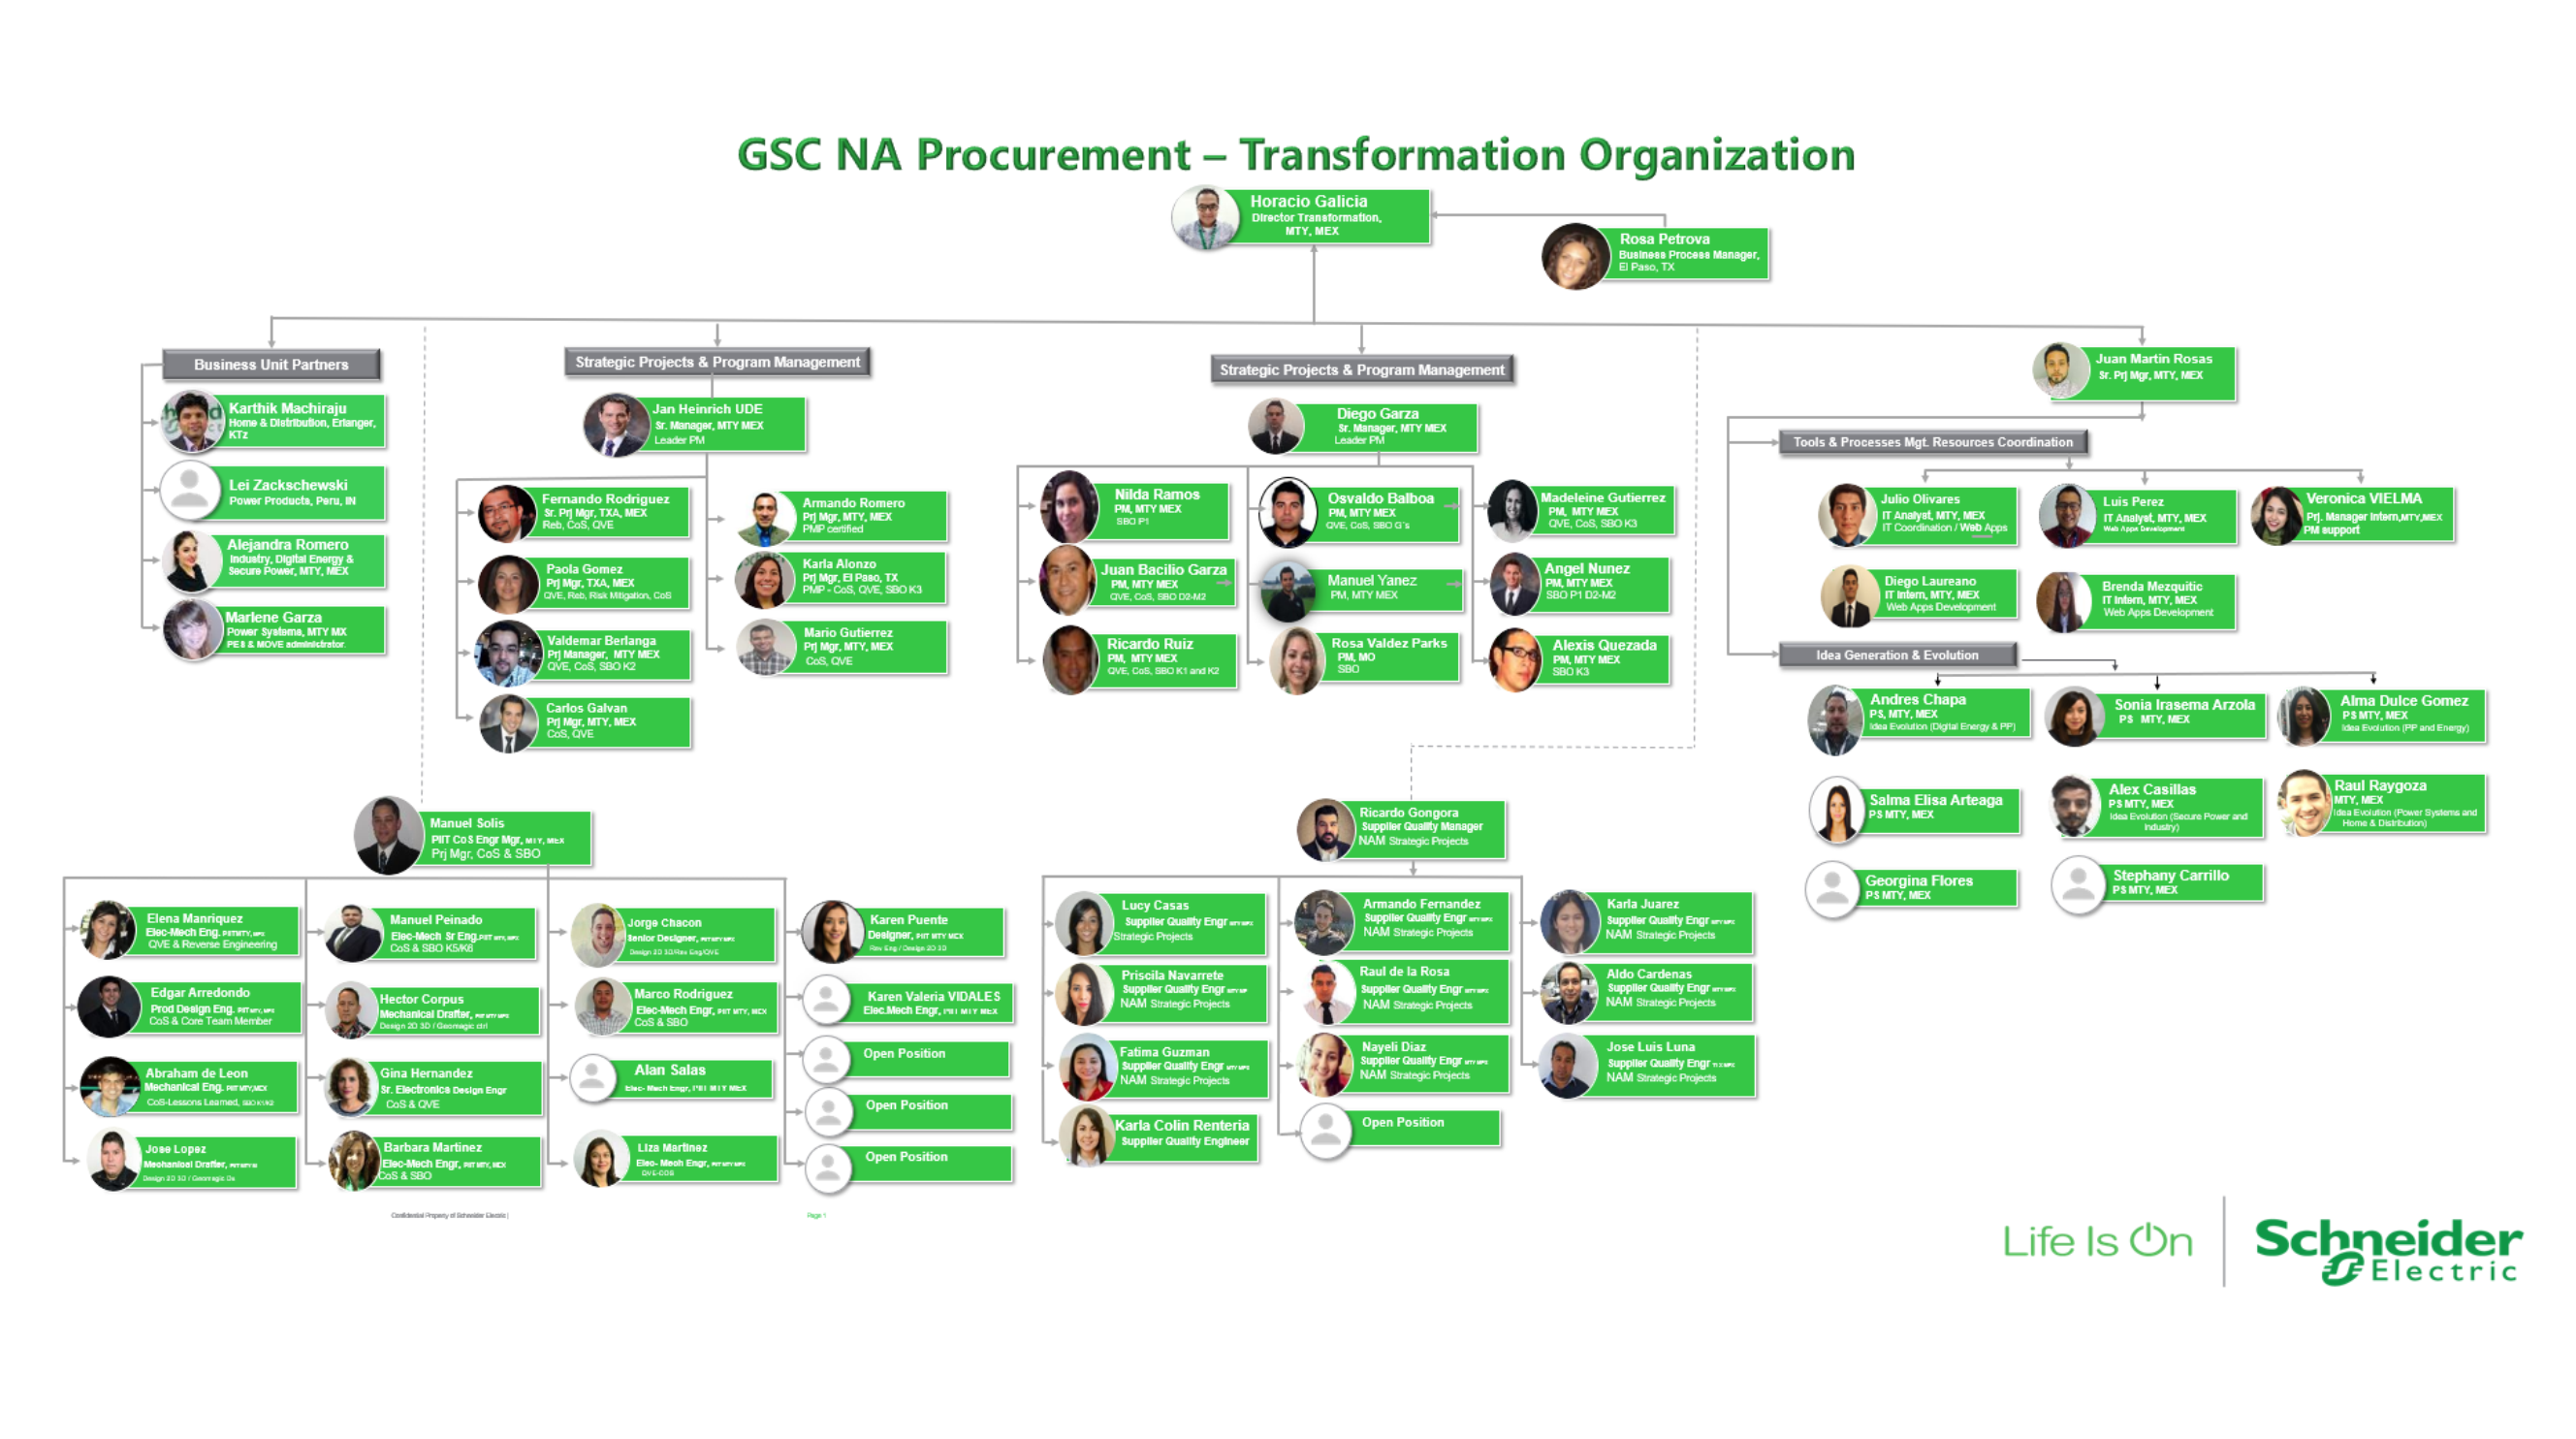 GSC NA Procurement – Transformation Organization
Horacio Galicia
Director Transformation,
MTY, MEX
Rosa Petrova
Business Process Manager,
El Paso, TX
Business Unit Partners
Karthik Machiraju
Home & Distribution, Erlanger,
KTz
Lei Zackschewski
Power Products, Peru, IN
Alejandra Romero
Industry, Digital Energy &
Secure Power, MTY, MEX
Marlene Garza
Power Systems, MTY MX
PES & MOVE administrator.
Strategic Projects & Program Management
Jan Heinrich UDE
Sr. Manager, MTY MEX
Leader PM
Fernando Rodriguez
Sr. Prj Mgr, TXA, MEX
Reb, CoS, QVE
Paola Gomez
Prj Mgr, TXA, MEX
QVE, Reb, Risk Mitigation, CoS
Valdemar Berlanga
Prj Manager, MTY MEX
QVE, CoS, SBO K2
Carlos Galvan
Prj Mgr, MTY, MEX
CoS, QVE
Armando Romero
Prj Mgr, MTY, MEX
PMP certified
Karla Alonzo
Prj Mgr, El Paso, TX
PMP - CoS, QVE, SBO K3
Mario Gutierrez
Prj Mgr, MTY, MEX
CoS, QVE
Strategic Projects & Program Management
Diego Garza
Sr. Manager, MTY MEX
Leader PM
Nilda Ramos
PM, MTY MEX
SBO P1
Juan Bacilio Garza
PM, MTY MEX
QVE, CoS, SBO D2-M2
Ricardo Ruiz
PM, MTY MEX
QVE, CoS, SBO K1 and K2
Osvaldo Balboa
PM, MTY MEX
QVE, CoS, SBO G´s
Manuel Yanez
PM, MTY MEX
Rosa Valdez Parks
PM, MO
SBO
Madeleine Gutierrez
PM, MTY MEX
QVE, CoS, SBO K3
Angel Nunez
PM, MTY MEX
SBO P1 D2-M2
Alexis Quezada
PM, MTY MEX
SBO K3
Juan Martin Rosas
Sr. Prj Mgr, MTY, MEX
Tools & Processes Mgt. Resources Coordination
Julio Olivares
IT Analyst, MTY, MEX
IT Coordination / Web Apps
Luis Perez
IT Analyst, MTY, MEX
Web Apps Development
Veronica VIELMA
Prj. Manager Intern,MTY,MEX
PM support
Diego Laureano
IT Intern, MTY, MEX
Web Apps Development
Brenda Mezquitic
IT Intern, MTY, MEX
Web Apps Development
Idea Generation & Evolution
Andres Chapa
PS, MTY, MEX
Idea Evolution (Digital Energy & PP)
Sonia Irasema Arzola
PS MTY, MEX
Alma Dulce Gomez
PS MTY, MEX
Idea Evolution (PP and Energy)
Salma Elisa Arteaga
PS MTY, MEX
Alex Casillas
PS MTY, MEX
Idea Evolution (Secure Power and
Industry)
Raul Raygoza
MTY, MEX
Idea Evolution (Power Systems and
Home & Distribution)
Georgina Flores
PS MTY, MEX
Stephany Carrillo
PS MTY, MEX
Manuel Solis
PIIT CoS Engr Mgr, MTY, MEX
Prj Mgr, CoS & SBO
Elena Manriquez
Elec-Mech Eng.
QVE & Reverse Engineering
Edgar Arredondo
Prod Design Eng.
CoS & Core Team Member
Abraham de Leon
Mechanical Eng. PIIT MTY,MEX
CoS-Lessons Learned, SBO K1/K2
Jose Lopez
Mechanical Drafter,
Design 2D 3D / Geomagic
Manuel Peinado
Elec-Mech Sr Eng.
CoS & SBO K5/K6
Hector Corpus
Mechanical Drafter,
Design 2D 3D / Geomagic ctrl
Gina Hernandez
Sr. Electronics Design Engr
CoS & QVE
Barbara Martinez
Elec-Mech Engr, PIIT MTY, MEX
CoS & SBO
Jorge Chacon
Senior Designer,
Design 2D 3D/Rev Eng/QVE
Marco Rodriguez
Elec-Mech Engr, PIIT MTY, MEX
CoS & SBO
Alan Salas
Elec- Mech Engr, PIIT MTY MEX
Liza Martinez
Elec- Mech Engr,
QVE-COS
Karen Puente
Designer, PIIT MTY MEX
Rev Eng / Design 2D 3D
Karen Valeria VIDALES
Elec.Mech Engr, PIIT MTY MEX
Open Position
Open Position
Open Position
Ricardo Gongora
Supplier Quality Manager
NAM Strategic Projects
Lucy Casas
Supplier Quality Engr
Strategic Projects
Priscila Navarrete
Supplier Quality Engr
NAM Strategic Projects
Fatima Guzman
Supplier Quality Engr
NAM Strategic Projects
Karla Colin Renteria
Supplier Quality Engineer
Armando Fernandez
Supplier Quality Engr
NAM Strategic Projects
Raul de la Rosa
Supplier Quality Engr
NAM Strategic Projects
Nayeli Diaz
Supplier Quality Engr
NAM Strategic Projects
Open Position
Karla Juarez
Supplier Quality Engr
NAM Strategic Projects
Aldo Cardenas
Supplier Quality Engr
NAM Strategic Projects
Jose Luis Luna
Supplier Quality Engr
NAM Strategic Projects
Confidential Property of Schneider Electric |
Page 1
Life Is On
Schneider
Electric